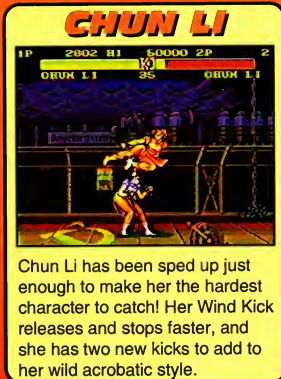 CHUN LI
1P 2802 HI 50000 2P 2
KO
CHUN LI 35 CHUN LI
Chun Li has been sped up just
enough to make her the hardest
character to catch! Her Wind Kick
releases and stops faster, and
she has two new kicks to add to
her wild acrobatic style.